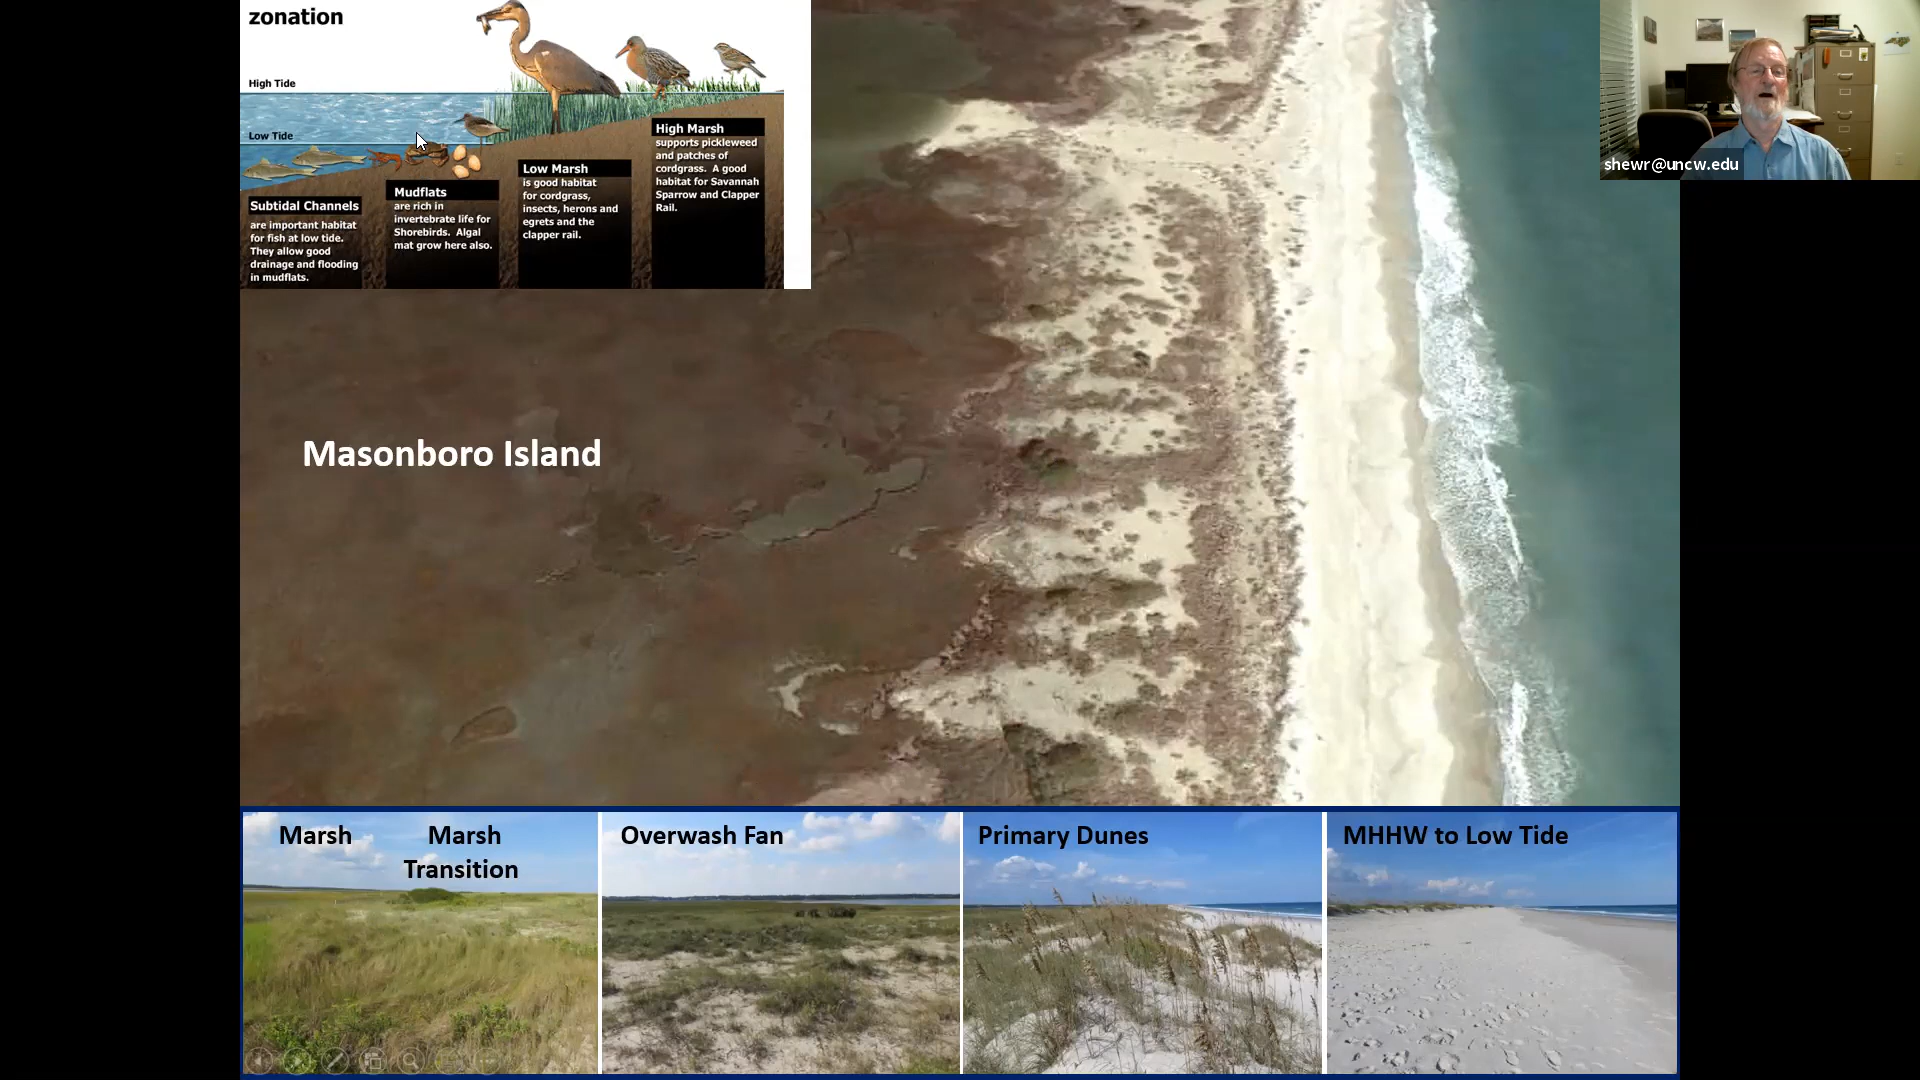 zonation
High Tide
Low Tide
Subtidal Channels
are important habitat
for fish at low tide.
They allow good
drainage and flooding
in mudflats.
Mudflats
are rich in
invertebrate life for
Shorebirds. Algal
mat grow here also.
Low Marsh
is good habitat
for cordgrass,
insects, herons and
egrets and the
clapper rail.
High Marsh
supports pickleweed
and patches of
cordgrass. A good
habitat for Savannah
Sparrow and Clapper
Rail.
shewr@uncw.edu
Masonboro Island
Marsh
Marsh
Transition
Overwash Fan
Primary Dunes
MHHW to Low Tide